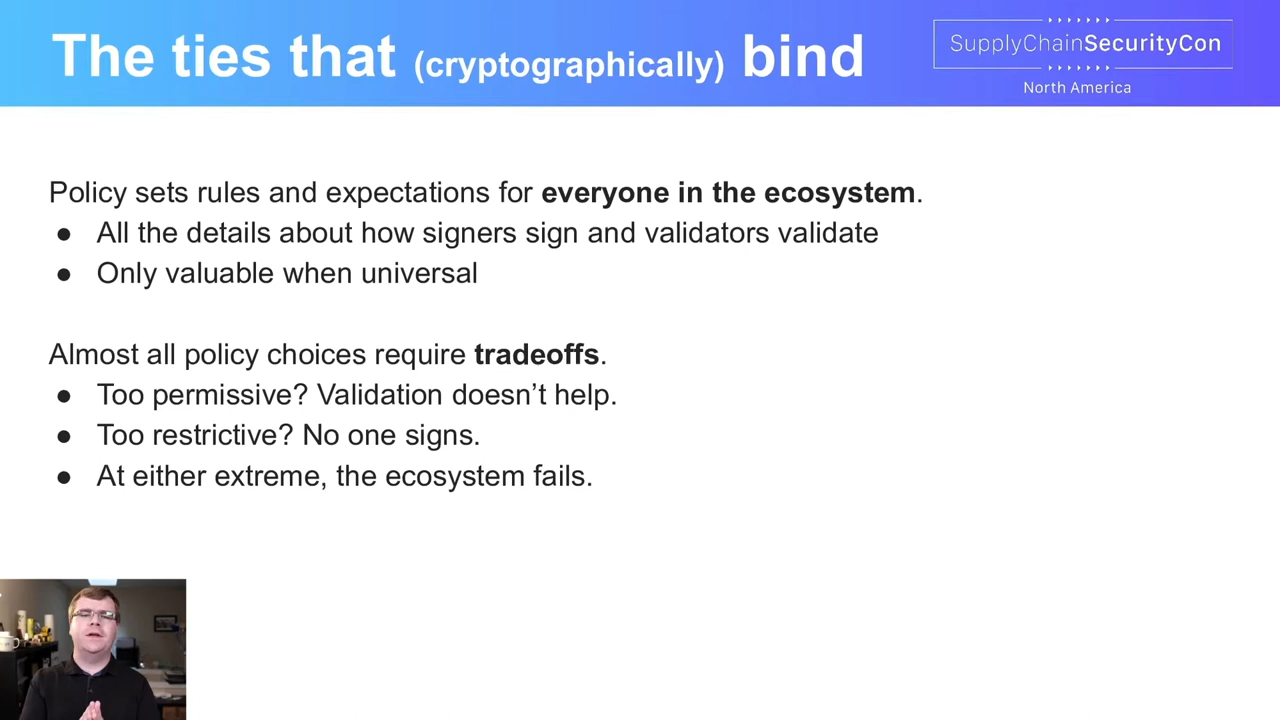 The ties that (cryptographically) bind
SupplyChainSecurityCon
North America
Policy sets rules and expectations for everyone in the ecosystem.
● All the details about how signers sign and validators validate
● Only valuable when universal
Almost all policy choices require tradeoffs.
● Too permissive? Validation doesn’t help.
● Too restrictive? No one signs.
● At either extreme, the ecosystem fails.